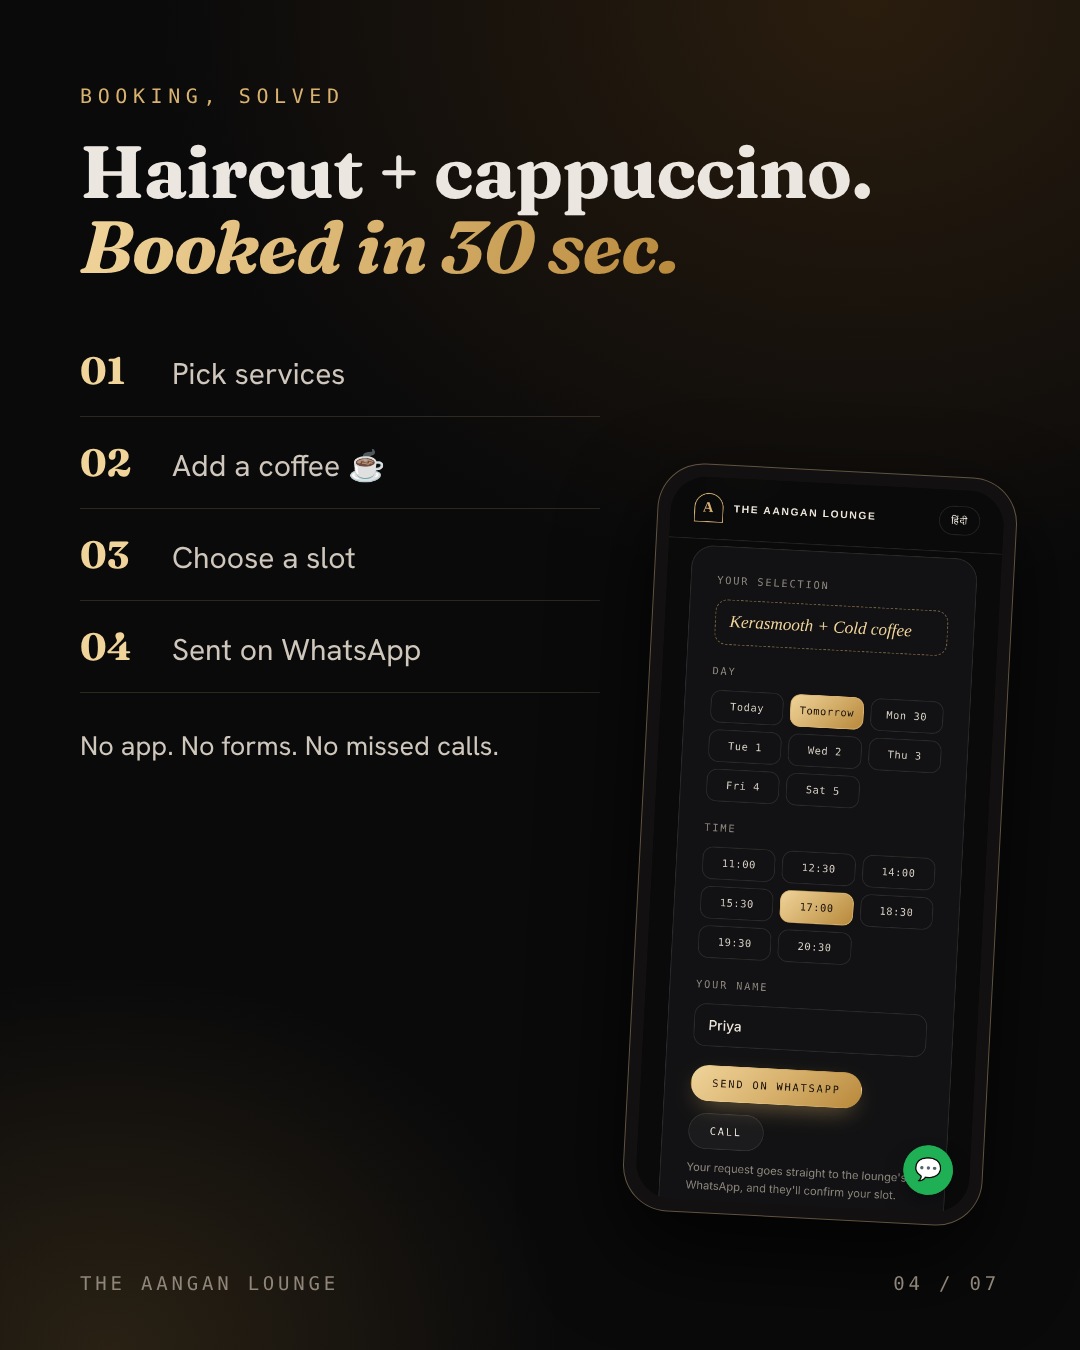 BOOKING, SOLVED
Haircut + cappuccino.
Booked in 30 sec.
01 Pick services
02 Add a coffee ☕
03 Choose a slot
04 Sent on WhatsApp
No app. No forms. No missed calls.
A THE AANGAN LOUNGE हिंदी
YOUR SELECTION
Kerasmooth + Cold coffee
DAY
Today Tomorrow Mon 30
Tue 1 Wed 2 Thu 3
Fri 4 Sat 5
TIME
11:00 12:30 14:00
15:30 17:00 18:30
19:30 20:30
YOUR NAME
Priya
SEND ON WHATSAPP
CALL
Your request goes straight to the lounge's
WhatsApp, and they'll confirm your slot.
THE AANGAN LOUNGE 04 / 07